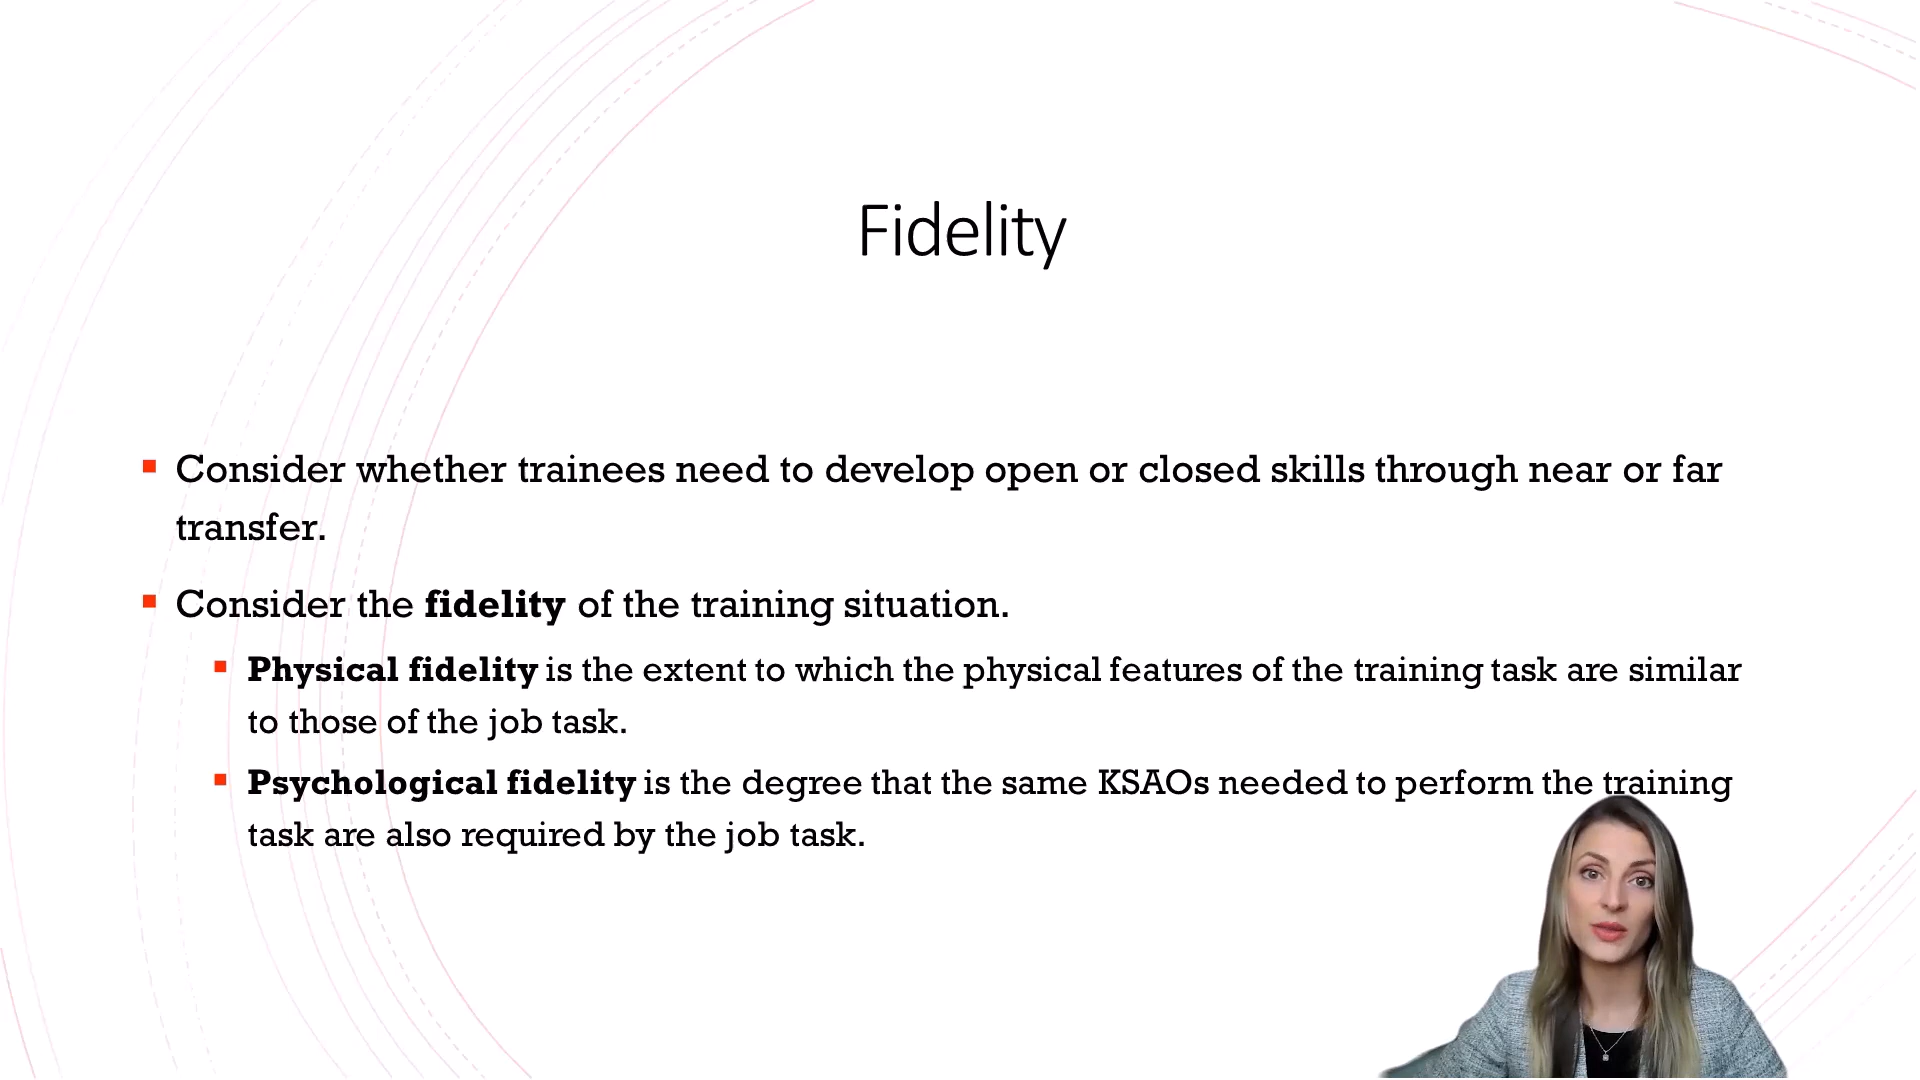 Fidelity
Consider whether trainees need to develop open or closed skills through near or far
transfer.
Consider the fidelity of the training situation.
Physical fidelity is the extent to which the physical features of the training task are similar
to those of the job task.
Psychological fidelity is the degree that the same KSAOs needed to perform the training
task are also required by the job task.